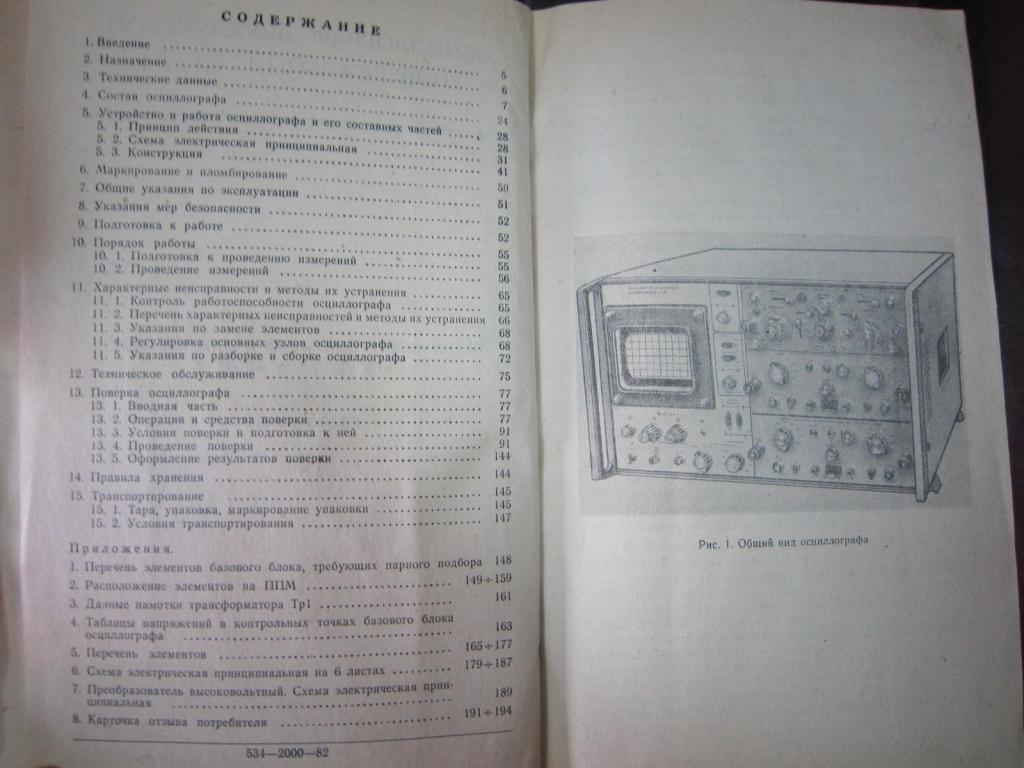 СОДЕРЖАНИЕ
1. Введение 5
2. Назначение 6
3. Технические данные 7
4. Состав осциллографа 24
5. Устройство и работа осциллографа и его составных частей 28
5. 1. Принцип действия 28
5. 2. Схема электрическая принципиальная 31
5. 3. Конструкция 41
6. Маркирование и пломбирование 50
7. Общие указания по эксплуатации 51
8. Указания мер безопасности 52
9. Подготовка к работе 52
10. Порядок работы 55
10. 1. Подготовка к проведению измерений 55
10. 2. Проведение измерений 56
11. Характерные неисправности и методы их устранения 65
11. 1. Контроль работоспособности осциллографа 65
11. 2. Перечень характерных неисправностей и методы их устранения 66
11. 3. Указания по замене элементов 68
11. 4. Регулировка основных узлов осциллографа 68
11. 5. Указания по разборке и сборке осциллографа 72
12. Техническое обслуживание 75
13. Поверка осциллографа 77
13. 1. Вводная часть 77
13. 2. Операции и средства поверки 77
13. 3. Условия поверки и подготовка к ней 91
13. 4. Проведение поверки 91
13. 5. Оформление результатов поверки 144
14. Правила хранения 144
15. Транспортирование 145
15. 1. Тара, упаковка, маркирование упаковки 145
15. 2. Условия транспортирования 147
Приложения.
1. Перечень элементов базового блока, требующих парного подбора 148
2. Расположение элементов на ППМ 149÷159
3. Данные намотки трансформатора Тр1 161
4. Таблицы напряжений в контрольных точках базового блока
осциллографа 163
5. Перечень элементов 165÷177
6. Схема электрическая принципиальная на 6 листах 179÷187
7. Преобразователь высоковольтный. Схема электрическая прин-
ципиальная 189
8. Карточка отзыва потребителя 191÷194
534—2000—82
Рис. 1. Общий вид осциллографа